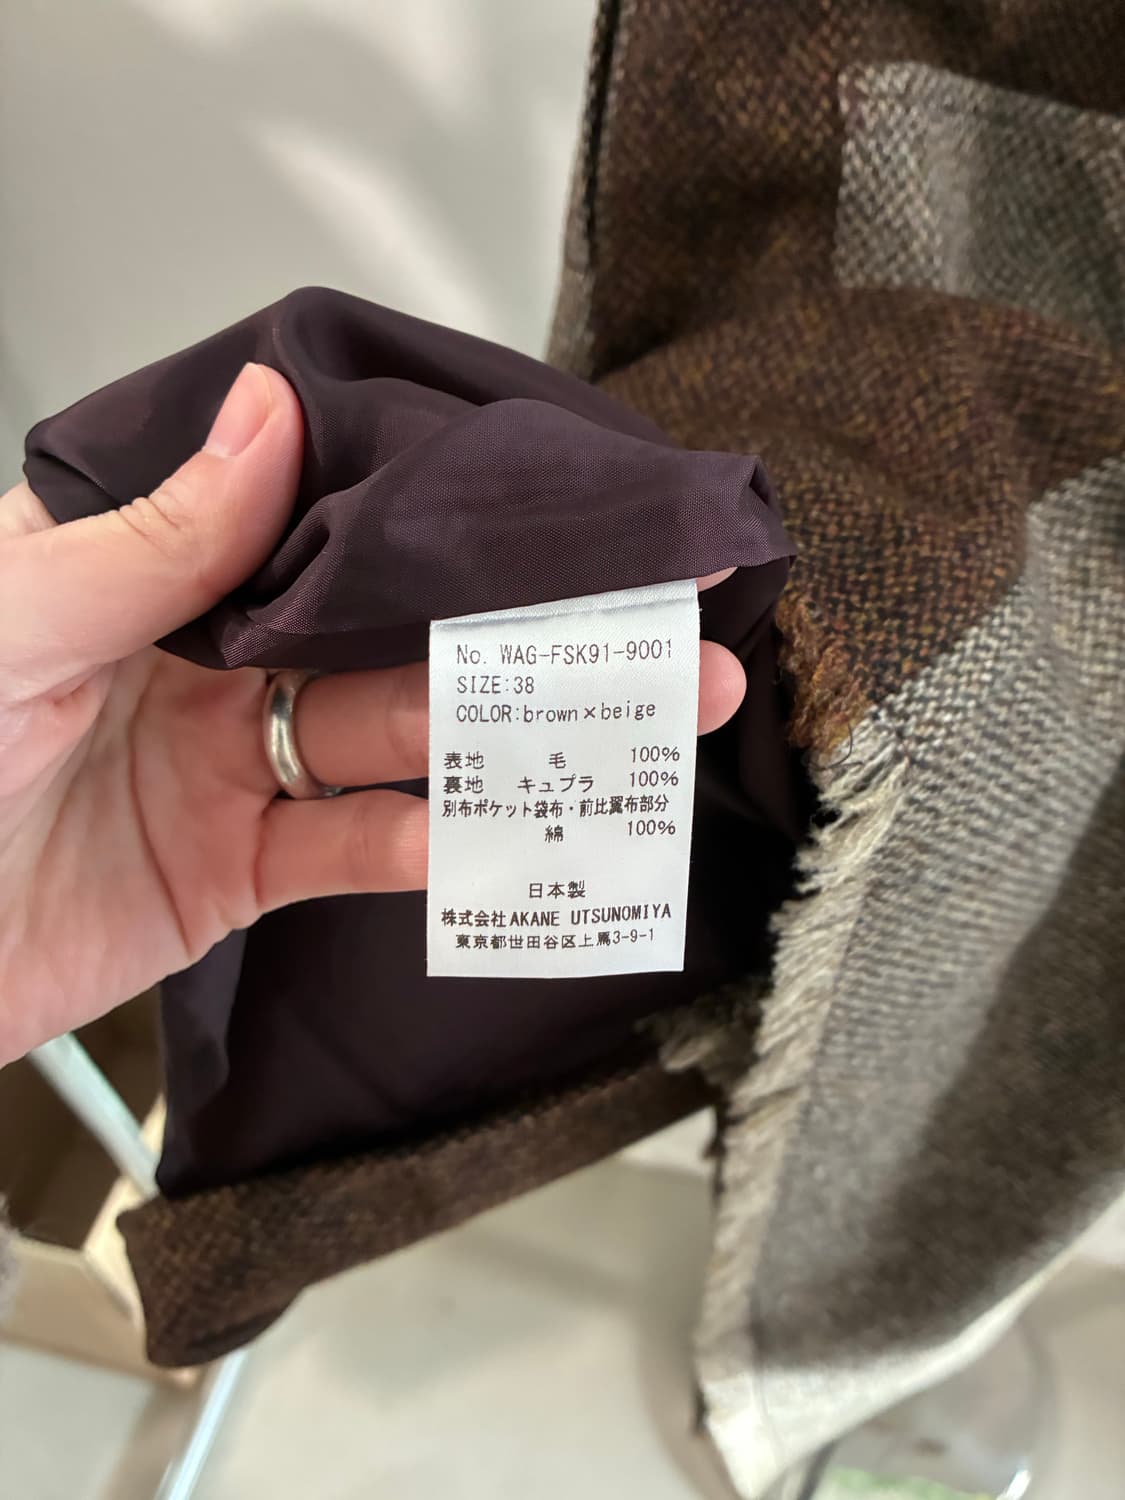 No. WAG-FSK91-9001
SIZE:38
COLOR:brown×beige
表地 毛 100%
裏地 キュプラ 100%
別布ポケット袋布・前比翼布部分
綿 100%
日本製
株式会社AKANE UTSUNOMIYA
東京都世田谷区上馬3-9-1